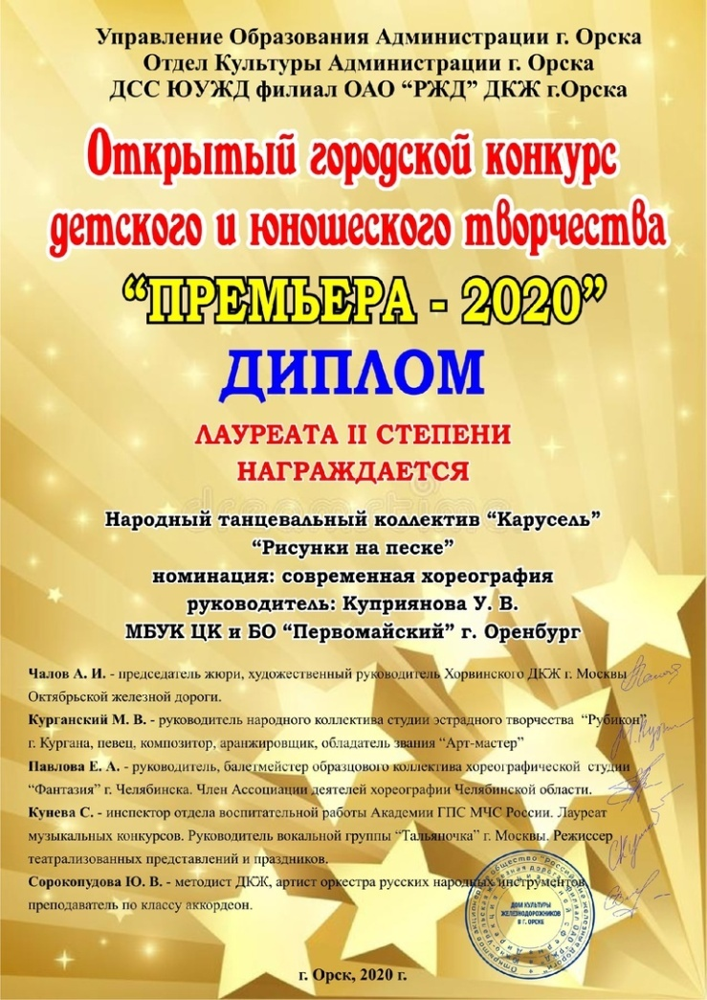 Управление Образования Администрации г. Орска
Отдел Культуры Администрации г. Орска
ДСС ЮУЖД филиал ОАО “РЖД” ДКЖ г.Орска
Открытый городской конкурс
детского и юношеского творчества
“ПРЕМЬЕРА - 2020”
ДИПЛОМ
ЛАУРЕАТА II СТЕПЕНИ
НАГРАЖДАЕТСЯ
Народный танцевальный коллектив “Карусель”
“Рисунки на песке”
номинация: современная хореография
руководитель: Куприянова У. В.
МБУК ЦК и БО “Первомайский” г. Оренбург
Чалов А. И. - председатель жюри, художественный руководитель Хорвинского ДКЖ г. Москвы
Октябрьской железной дороги.
Курганский М. В. - руководитель народного коллектива студии эстрадного творчества “Рубикон”
г. Кургана, певец, композитор, аранжировщик, обладатель звания “Арт-мастер”
Павлова Е. А. - руководитель, балетмейстер образцового коллектива хореографической студии
“Фантазия” г. Челябинска. Член Ассоциации деятелей хореографии Челябинской области.
Кунева С. - инспектор отдела воспитательной работы Академии ГПС МЧС России. Лауреат
музыкальных конкурсов. Руководитель вокальной группы “Тальяночка” г. Москвы. Режиссер
театрализованных представлений и праздников.
Сорокопудова Ю. В. - методист ДКЖ, артист оркестра русских народных инструментов,
преподаватель по классу аккордеон.
ДОМ КУЛЬТУРЫ
ЖЕЛЕЗНОДОРОЖНИКОВ
В Г. ОРСКЕ
г. Орск, 2020 г.